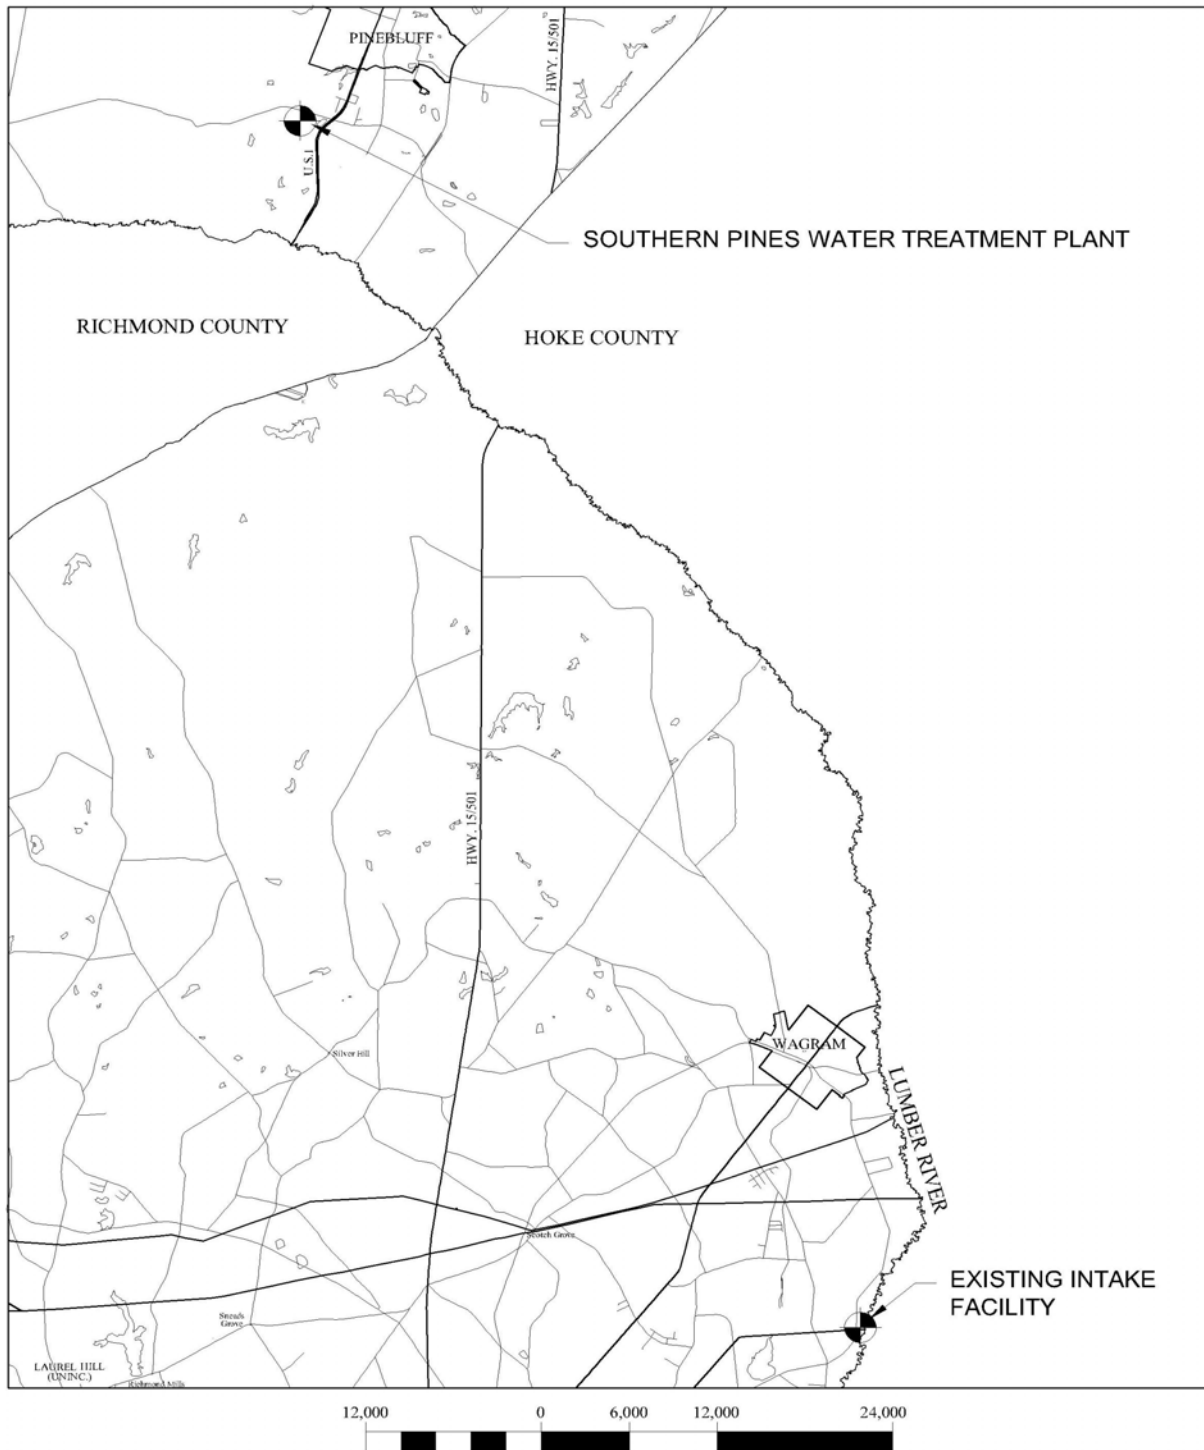 PINEBLUFF
HWY. 15/501
U.S.1
SOUTHERN PINES WATER TREATMENT PLANT
RICHMOND COUNTY
HOKE COUNTY
HWY. 15/501
WAGRAM
Silver Hill
LUMBER RIVER
Scotch Grove
EXISTING INTAKE
FACILITY
Sneads
Grove
LAUREL HILL
(UNINC.)
Richmond Mills
12,000 0 6,000 12,000 24,000